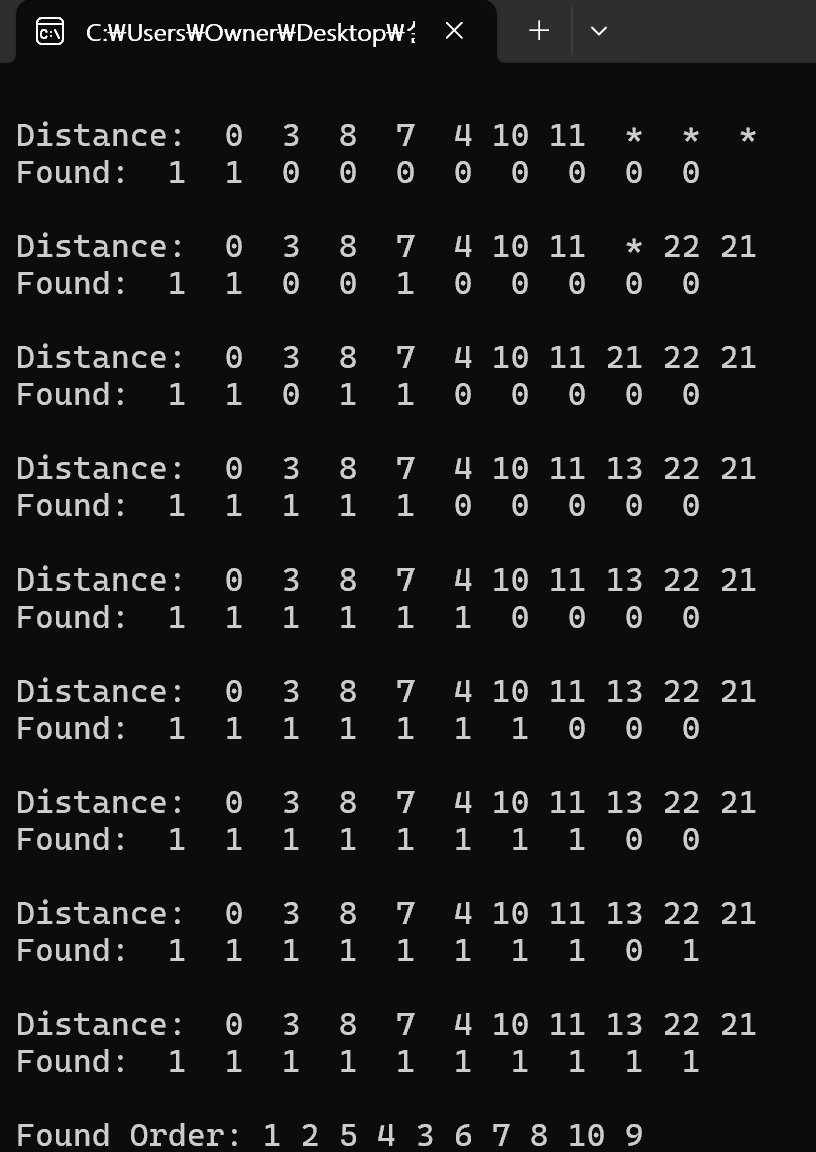 C:₩Users₩Owner₩Desktop₩
Distance:  0  3  8  7  4 10 11  *  *  *
Found:  1  1  0  0  0  0  0  0  0  0
Distance:  0  3  8  7  4 10 11  * 22 21
Found:  1  1  0  0  1  0  0  0  0  0
Distance:  0  3  8  7  4 10 11 21 22 21
Found:  1  1  0  1  1  0  0  0  0  0
Distance:  0  3  8  7  4 10 11 13 22 21
Found:  1  1  1  1  1  0  0  0  0  0
Distance:  0  3  8  7  4 10 11 13 22 21
Found:  1  1  1  1  1  1  0  0  0  0
Distance:  0  3  8  7  4 10 11 13 22 21
Found:  1  1  1  1  1  1  1  0  0  0
Distance:  0  3  8  7  4 10 11 13 22 21
Found:  1  1  1  1  1  1  1  1  0  0
Distance:  0  3  8  7  4 10 11 13 22 21
Found:  1  1  1  1  1  1  1  1  0  1
Distance:  0  3  8  7  4 10 11 13 22 21
Found:  1  1  1  1  1  1  1  1  1  1
Found Order: 1 2 5 4 3 6 7 8 10 9